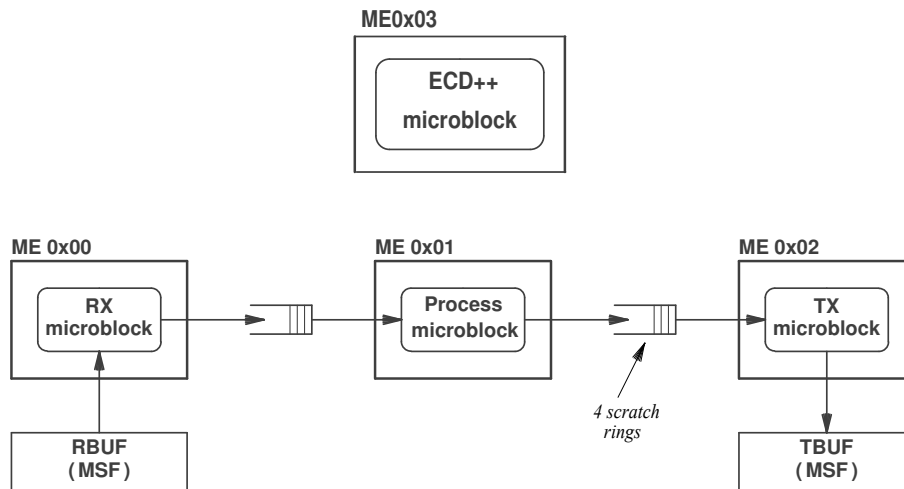 ME0x03
ECD++
microblock
ME 0x00
ME 0x01
ME 0x02
RX
microblock
Process
microblock
TX
microblock
4 scratch
rings
RBUF
(MSF)
TBUF
(MSF)